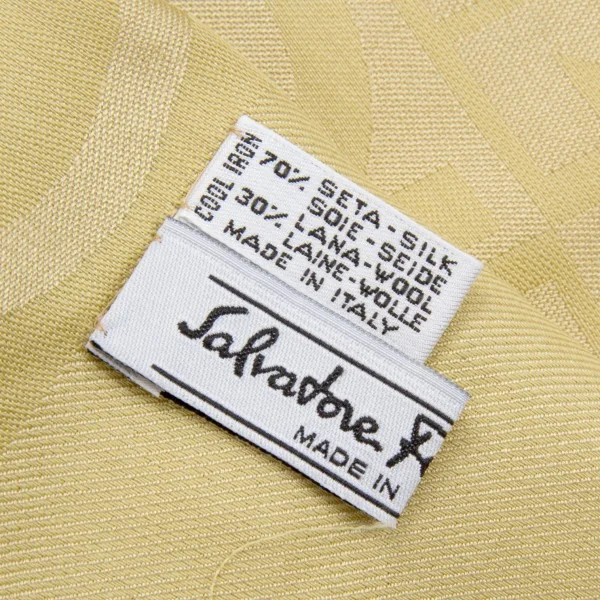 COOL IRON
70% SETA-SILK
SOIE-SEIDE
30% LANA-WOOL
LAINE-WOLLE
MADE IN ITALY
Salvatore
MADE IN